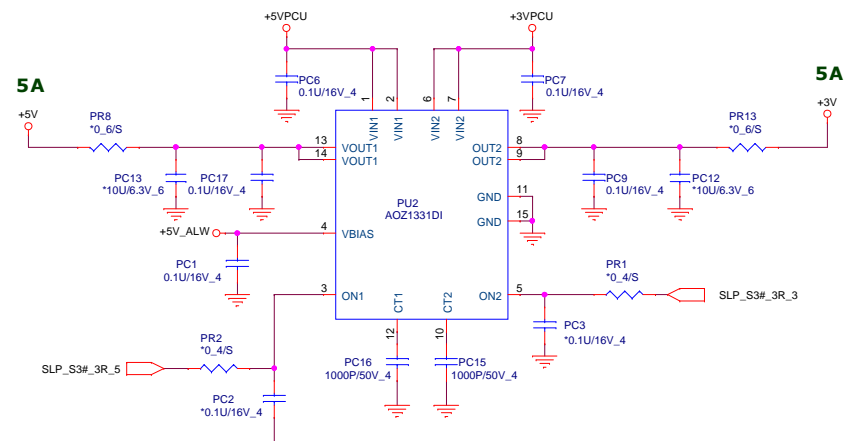 +5VPCU
+3VPCU
5A
5A
+5V
+3V
PC6
0.1U/16V_4
PC7
0.1U/16V_4
1
2
6
7
VIN1
VIN1
VIN2
VIN2
PR8
*0_6/S
PR13
*0_6/S
13
VOUT1
14
VOUT1
OUT2
8
OUT2
9
PC13
*10U/6.3V_6
PC17
0.1U/16V_4
PC9
0.1U/16V_4
PC12
*10U/6.3V_6
PU2
AOZ1331DI
GND
11
GND
15
+5V_ALW
4
VBIAS
PC1
0.1U/16V_4
3
ON1
CT1
CT2
ON2
5
PR1
*0_4/S
SLP_S3#_3R_3
12
10
PC3
*0.1U/16V_4
PR2
*0_4/S
SLP_S3#_3R_5
PC16
1000P/50V_4
PC15
1000P/50V_4
PC2
*0.1U/16V_4